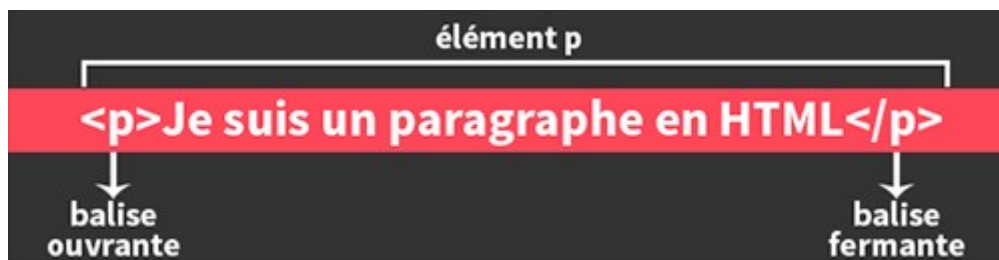 élément p
<p>Je suis un paragraphe en HTML</p>
balise
ouvrante
balise
fermante